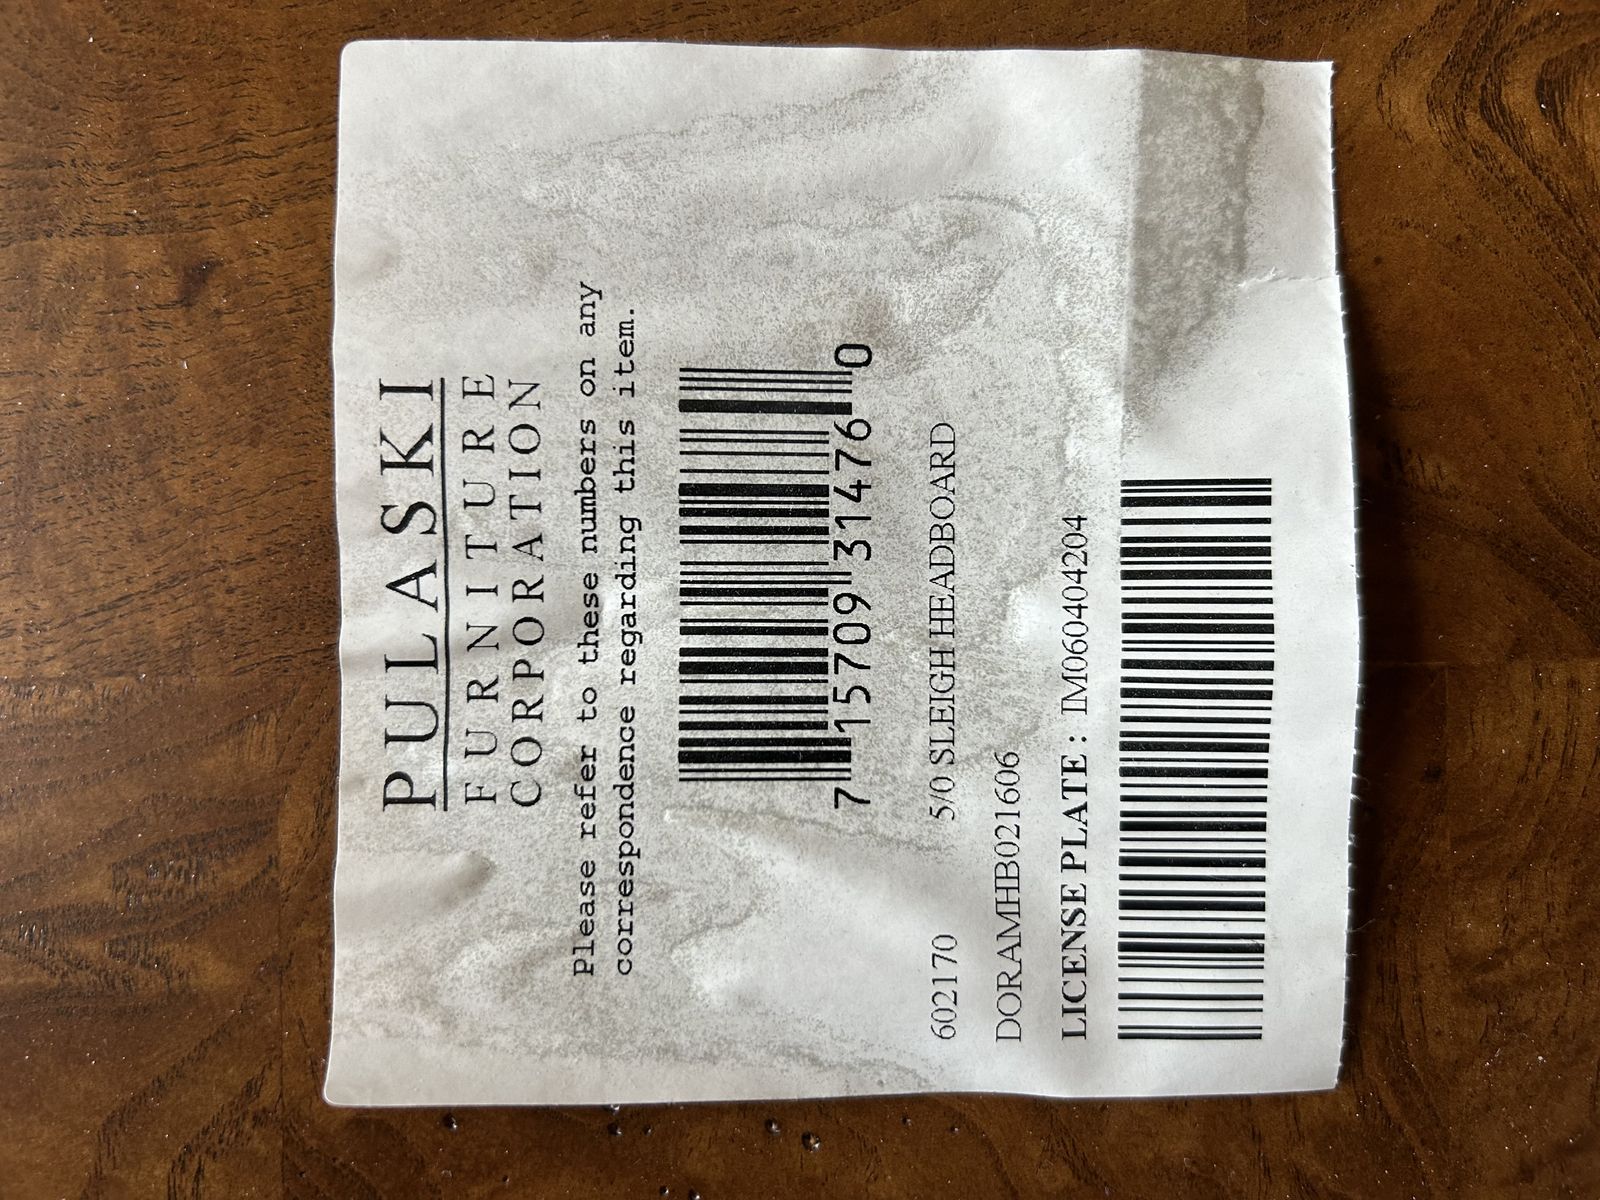 PULASKI
FURNITURE
CORPORATION
Please refer to these numbers on any
correspondence regarding this item.
7 15709 31476 0
602170 5/0 SLEIGH HEADBOARD
DORAMHB021606
LICENSE PLATE : IM060404204